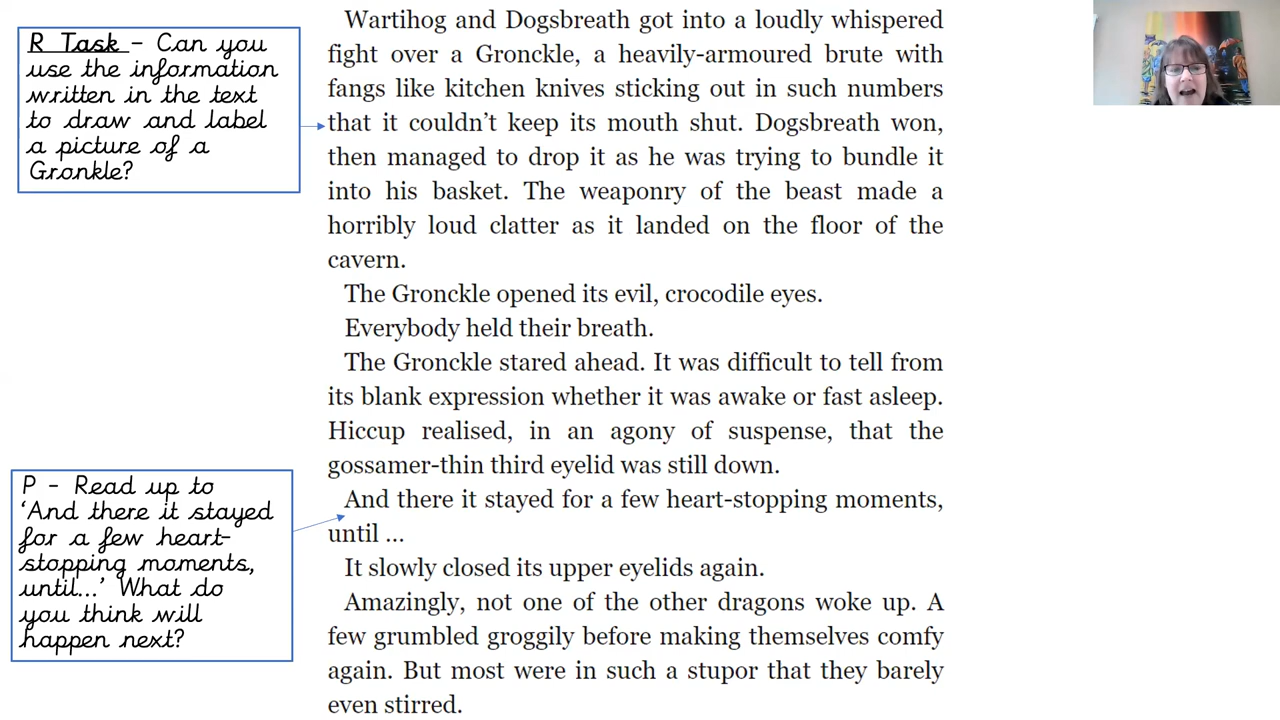 R Task - Can you
use the information
written in the text
to draw and label
a picture of a
Gronkle?
Wartihog and Dogsbreath got into a loudly whispered
fight over a Gronckle, a heavily-armoured brute with
fangs like kitchen knives sticking out in such numbers
that it couldn't keep its mouth shut. Dogsbreath won,
then managed to drop it as he was trying to bundle it
into his basket. The weaponry of the beast made a
horribly loud clatter as it landed on the floor of the
cavern.
The Gronckle opened its evil, crocodile eyes.
Everybody held their breath.
The Gronckle stared ahead. It was difficult to tell from
its blank expression whether it was awake or fast asleep.
Hiccup realised, in an agony of suspense, that the
gossamer-thin third eyelid was still down.
And there it stayed for a few heart-stopping moments,
until ...
It slowly closed its upper eyelids again.
Amazingly, not one of the other dragons woke up. A
few grumbled groggily before making themselves comfy
again. But most were in such a stupor that they barely
even stirred.
P - Read up to
'And there it stayed
for a few heart-
stopping moments,
until...' What do
you think will
happen next?